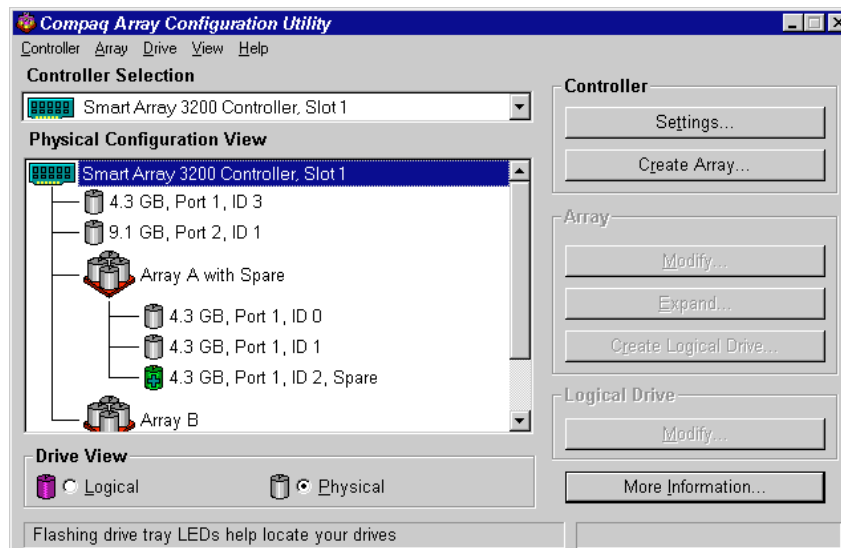 Compaq Array Configuration Utility
Controller Array Drive View Help
Controller Selection
Smart Array 3200 Controller, Slot 1
Physical Configuration View
Smart Array 3200 Controller, Slot 1
4.3 GB, Port 1, ID 3
9.1 GB, Port 2, ID 1
Array A with Spare
4.3 GB, Port 1, ID 0
4.3 GB, Port 1, ID 1
4.3 GB, Port 1, ID 2, Spare
Array B
Drive View
Logical
Physical
Controller
Settings...
Create Array...
Array
Modify...
Expand...
Create Logical Drive...
Logical Drive
Modify...
More Information...
Flashing drive tray LEDs help locate your drives